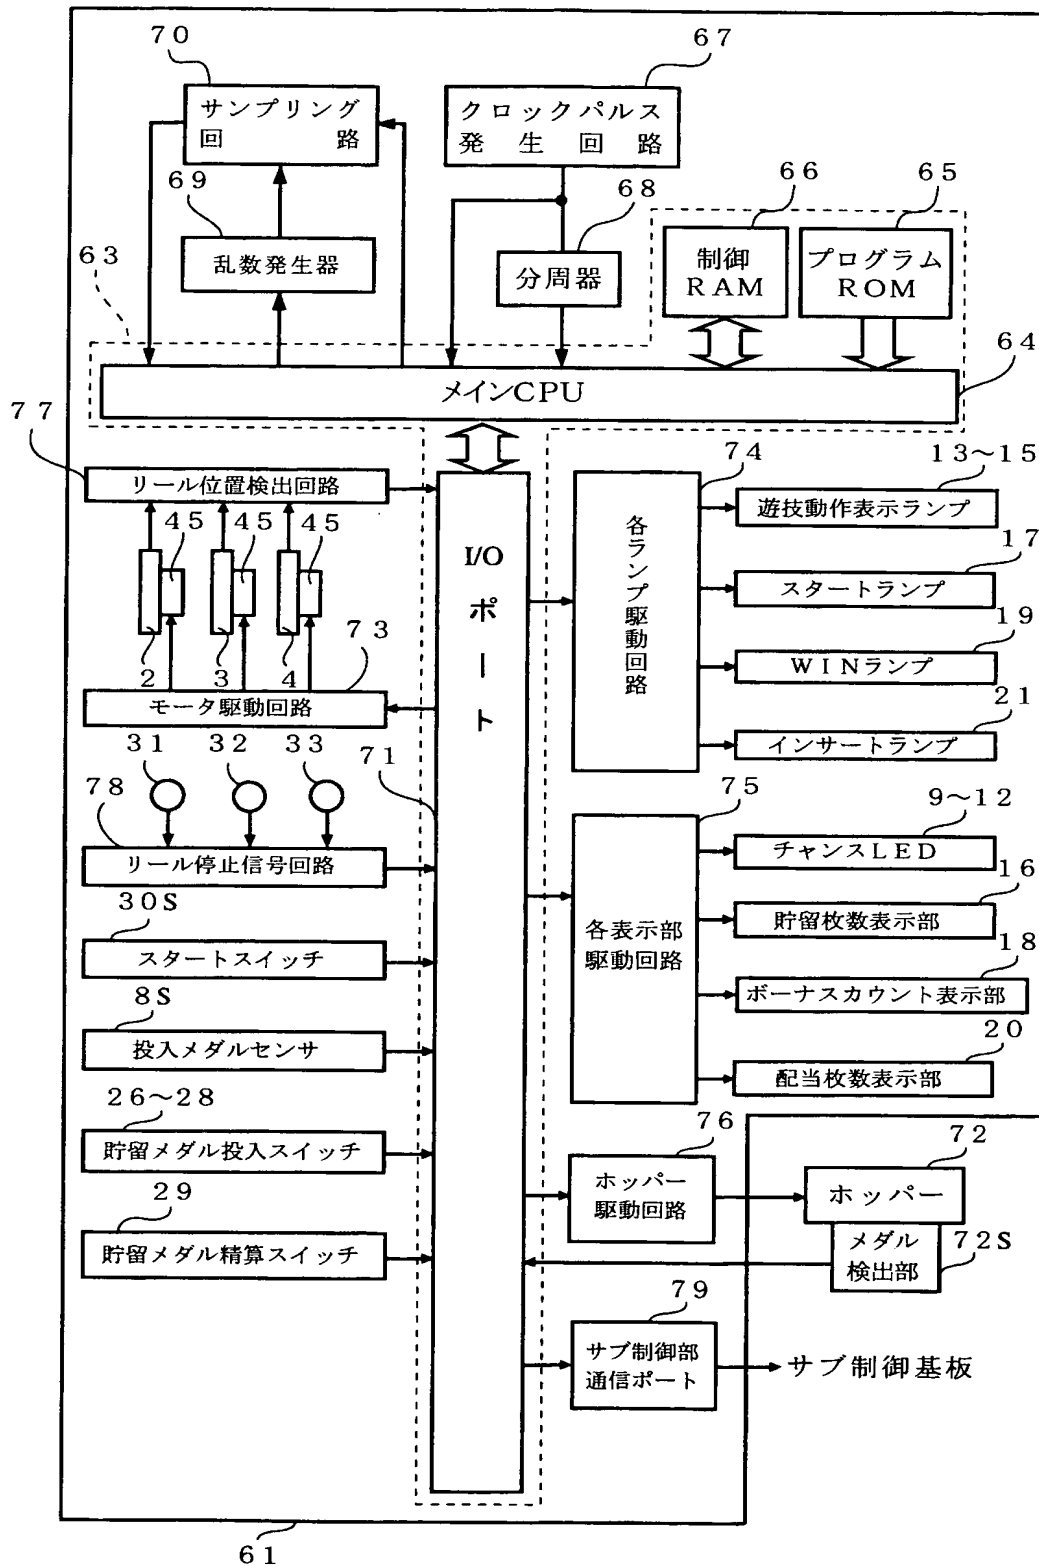 70
67
サンプリング
回路
クロックパルス
発生回路
69
68
66
65
63
乱数発生器
分周器
制御
RAM
プログラム
ROM
64
メインCPU
77
リール位置検出回路
45
45
45
2
3
4
73
モータ駆動回路
31
32
33
78
リール停止信号回路
30S
スタートスイッチ
8S
投入メダルセンサ
26~28
貯留メダル投入スイッチ
29
貯留メダル精算スイッチ
71
I/O
ポート
74
各ランプ駆動回路
13~15
遊技動作表示ランプ
17
スタートランプ
19
WINランプ
21
インサートランプ
75
各表示部
駆動回路
9~12
チャンスLED
16
貯留枚数表示部
18
ボーナスカウント表示部
20
配当枚数表示部
76
ホッパー
駆動回路
72
ホッパー
メダル
検出部
72S
79
サブ制御部
通信ポート
サブ制御基板
61